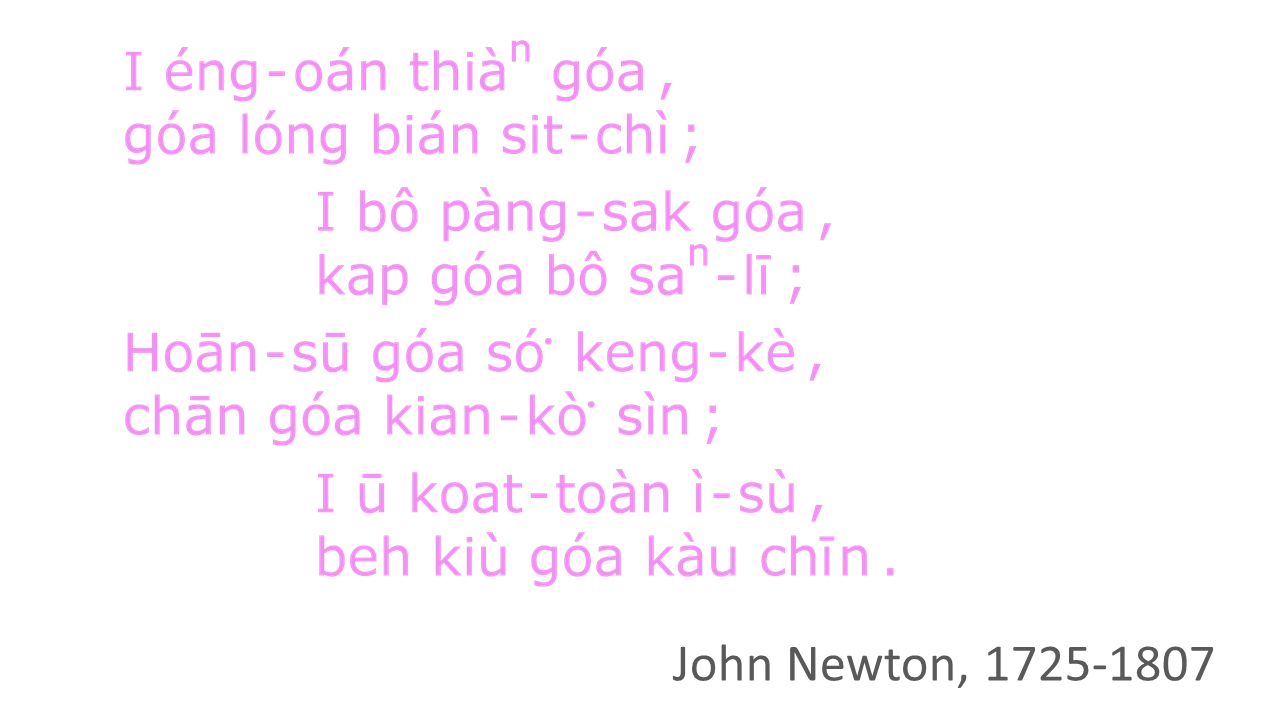 I éng-oán thiàⁿ góa,
góa lóng bián sit-chì;
I bô pàng-sak góa,
kap góa bô saⁿ-lī;
Hoān-sū góa só͘ keng-kè,
chān góa kian-kò͘ sìn;
I ū koat-toàn ì-sù,
beh kiù góa kàu chīn.
John Newton, 1725-1807